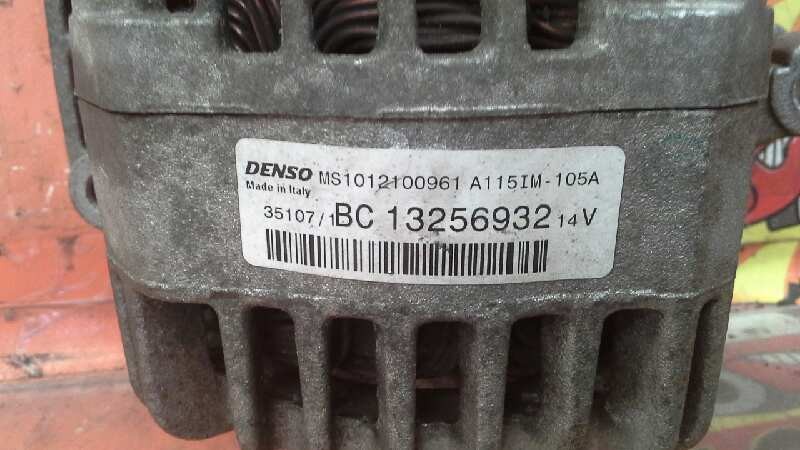 DENSO MS1012100961 A115IM-105A
Made in Italy
35107/1BC 13256932 14V